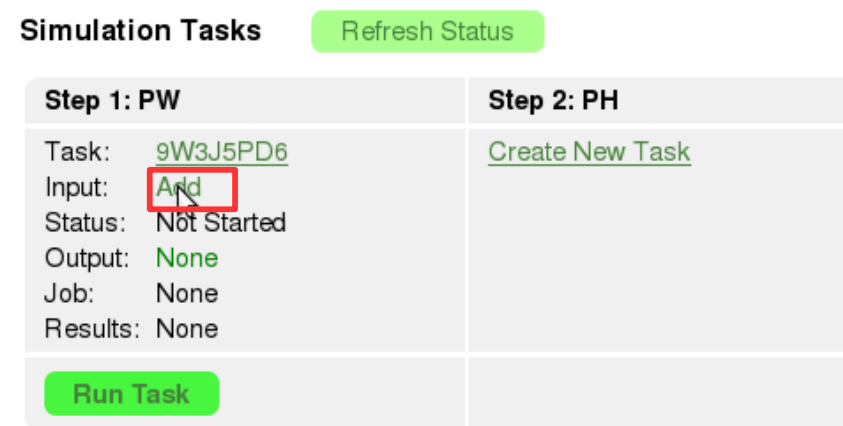 Simulation Tasks Refresh Status
Step 1: PW Step 2: PH
Task: 9W3J5PD6 Create New Task
Input: Add
Status: Not Started
Output: None
Job: None
Results: None
Run Task